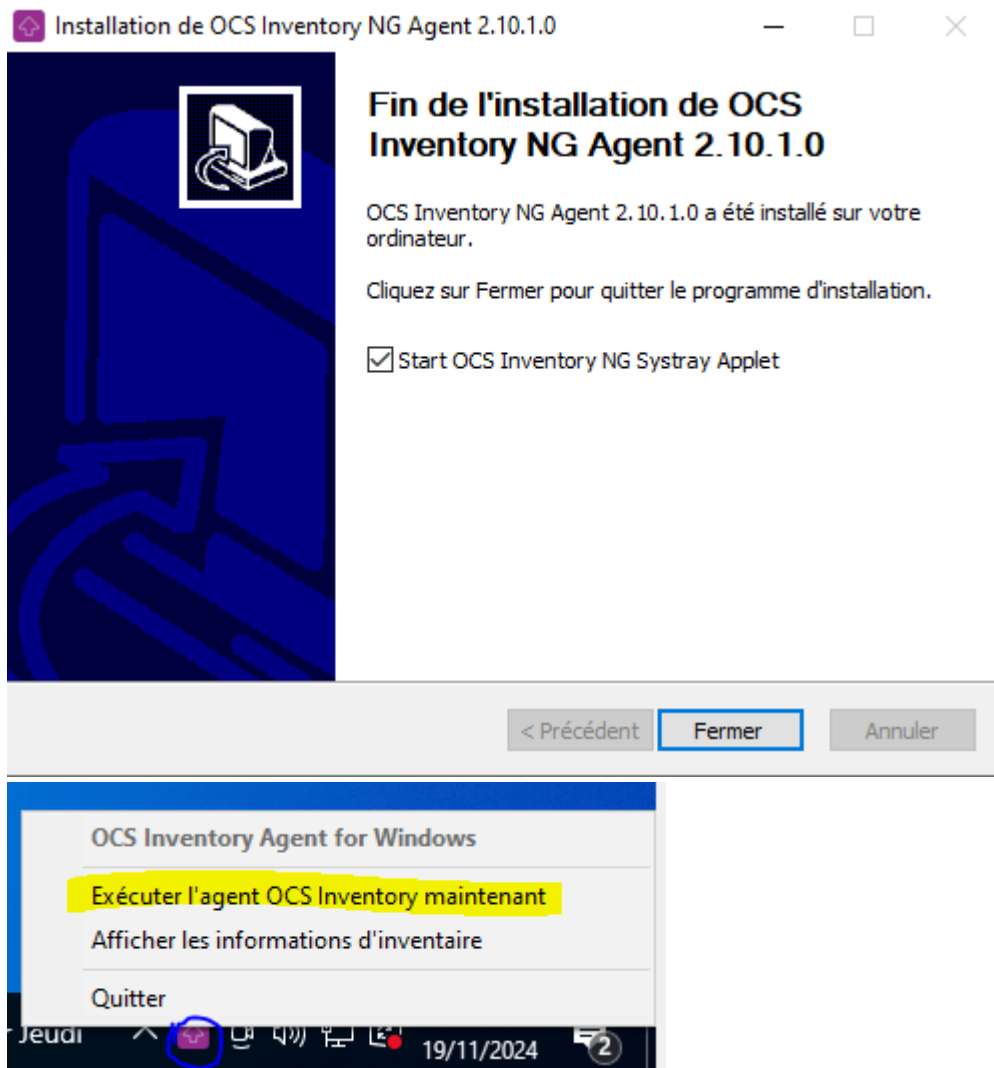 Installation de OCS Inventory NG Agent 2.10.1.0
Fin de l'installation de OCS
Inventory NG Agent 2.10.1.0
OCS Inventory NG Agent 2.10.1.0 a été installé sur votre
ordinateur.
Cliquez sur Fermer pour quitter le programme d'installation.
Start OCS Inventory NG Systray Applet
< Précédent Fermer Annuler
OCS Inventory Agent for Windows
Exécuter l'agent OCS Inventory maintenant
Afficher les informations d'inventaire
Quitter
Jeudi
19/11/2024
2